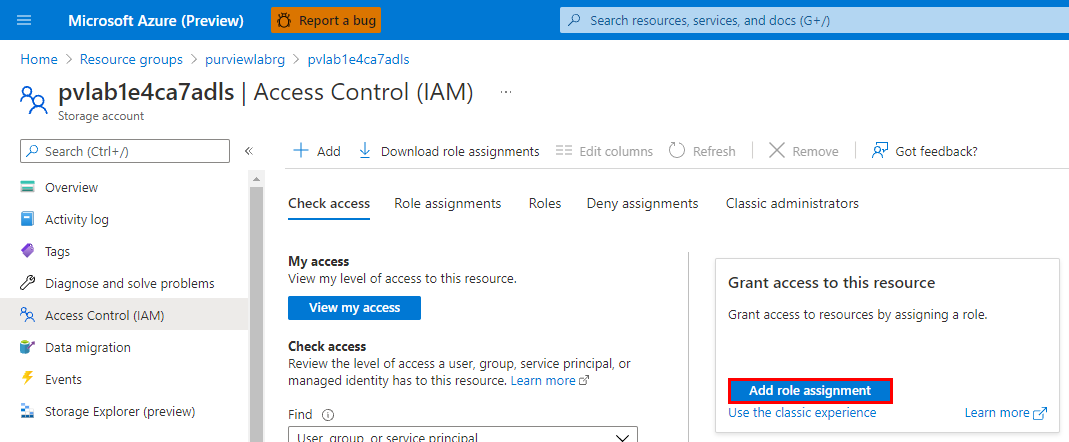 Microsoft Azure (Preview)
Report a bug
Search resources, services, and docs (G+/)
Home > Resource groups > purviewlabrg > pvlab1e4ca7adls
pvlab1e4ca7adls | Access Control (IAM) ...
Storage account
Search (Ctrl+/)
«
Overview
Activity log
Tags
Diagnose and solve problems
Access Control (IAM)
Data migration
Events
Storage Explorer (preview)
+ Add
Download role assignments
Edit columns
Refresh
Remove
Got feedback?
Check access
Role assignments
Roles
Deny assignments
Classic administrators
My access
View my level of access to this resource.
View my access
Check access
Review the level of access a user, group, service principal, or
managed identity has to this resource. Learn more
Find
User, group, or service principal
Grant access to this resource
Grant access to resources by assigning a role.
Add role assignment
Use the classic experience
Learn more